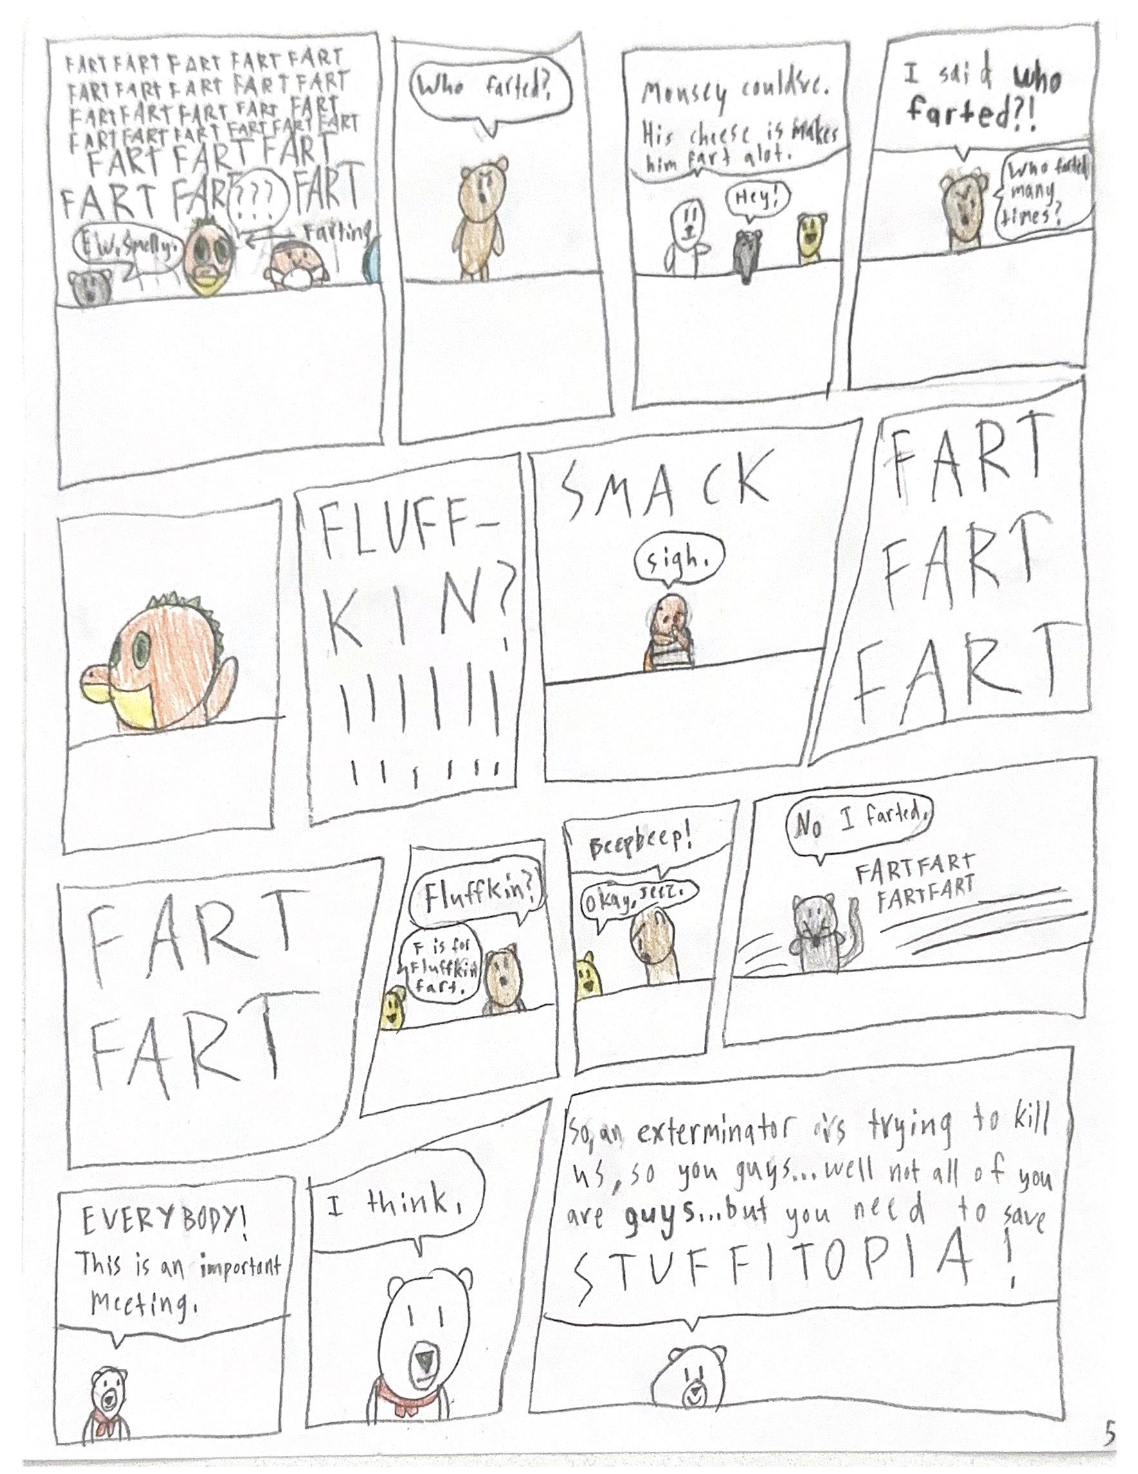 FART FART FART FART FART
FART FART FART FART FART
FART FART FART FART FART
FART FART FART FART FART FART
FART FART FART
FART FART FART
???
!!!
EW, Smelly.
Farting
Who farted?
Monsey couldve.
His cheese is makes
him fart alot.
Hey!
I said who
farted?!
Who farted
many
times?
FLUFF-
KIN?
!!!!!!
SMACK
sigh.
FART
FART
FART
FART
FART
Fluffkin?
F is for
Fluffkin
fart.
Beepbeep!
Okay, jeez.
No I farted.
FARTFART
FARTFART
EVERYBODY!
This is an important
Meeting.
I think.
So, an exterminator is trying to kill
us, so you guys...well not all of you
are guys...but you need to save
STUFFITOPIA!
5